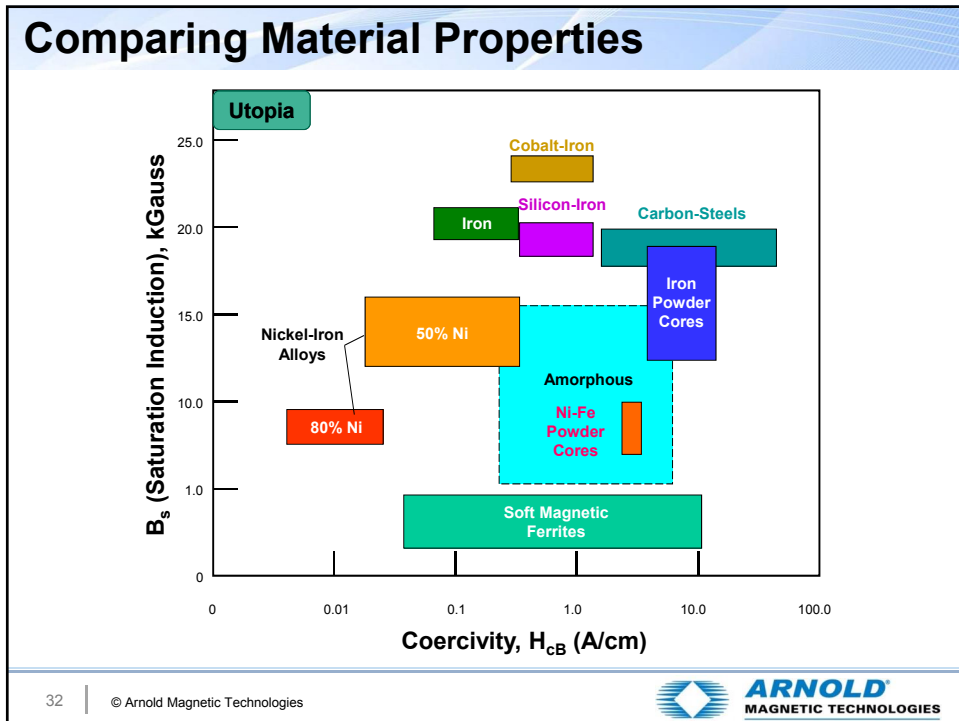 Comparing Material Properties
Utopia
25.0
20.0
15.0
10.0
1.0
0
B_s (Saturation Induction), kGauss
Cobalt-Iron
Silicon-Iron
Iron
Carbon-Steels
Iron
Powder
Cores
Nickel-Iron
Alloys
50% Ni
80% Ni
Amorphous
Ni-Fe
Powder
Cores
Soft Magnetic
Ferrites
0
0.01
0.1
1.0
10.0
100.0
Coercivity, H_cB (A/cm)
32
© Arnold Magnetic Technologies
ARNOLD®
MAGNETIC TECHNOLOGIES